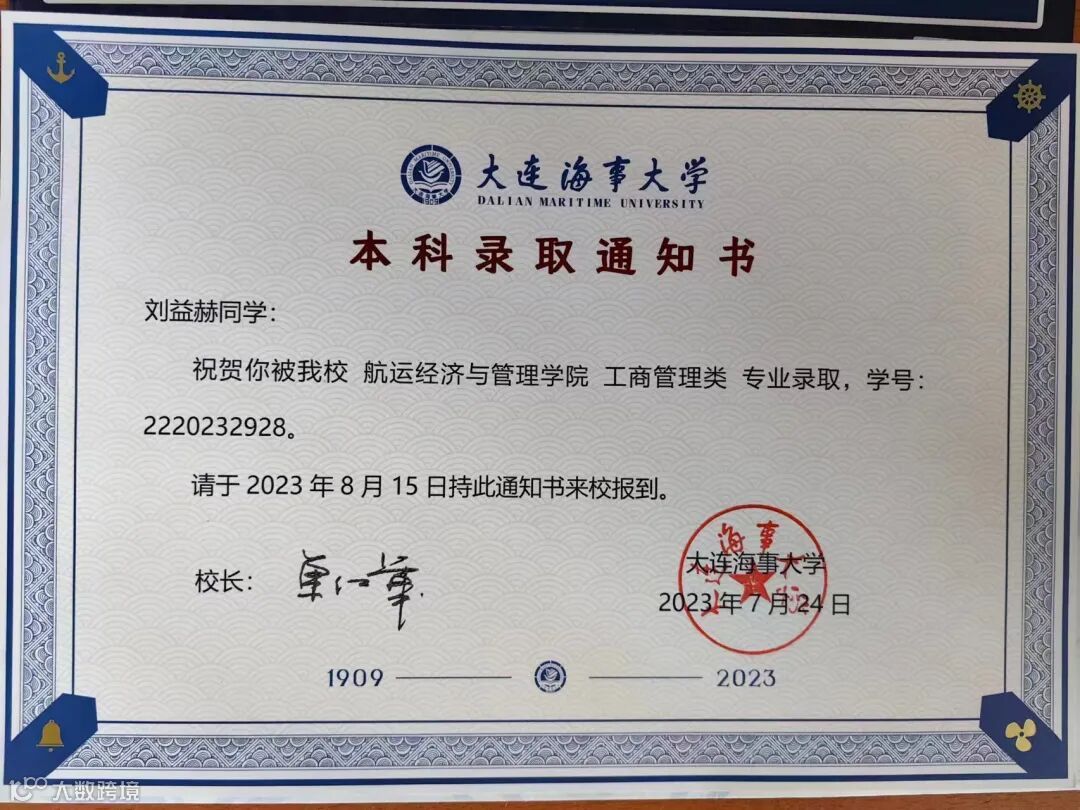 大连海事大学
DALIAN MARITIME UNIVERSITY
本科录取通知书
刘益赫同学：
祝贺你被我校 航运经济与管理学院 工商管理类 专业录取，学号：
2220232928。
请于 2023 年 8 月 15 日持此通知书来校报到。
校长：
大连海事大学
2023 年 7 月 24 日
1909
2023
大数跨境